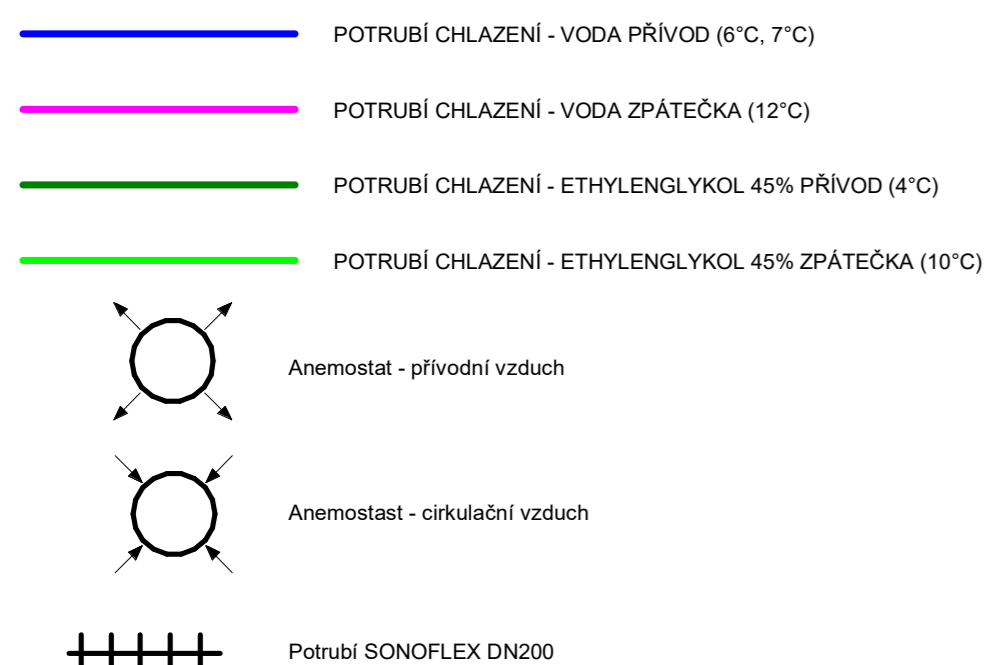 POTRUBÍ CHLAZENÍ - VODA PŘÍVOD (6°C, 7°C)
POTRUBÍ CHLAZENÍ - VODA ZPÁTEČKA (12°C)
POTRUBÍ CHLAZENÍ - ETHYLENGLYKOL 45% PŘÍVOD (4°C)
POTRUBÍ CHLAZENÍ - ETHYLENGLYKOL 45% ZPÁTEČKA (10°C)
Anemostat - přívodní vzduch
Anemostast - cirkulační vzduch
Potrubí SONOFLEX DN200